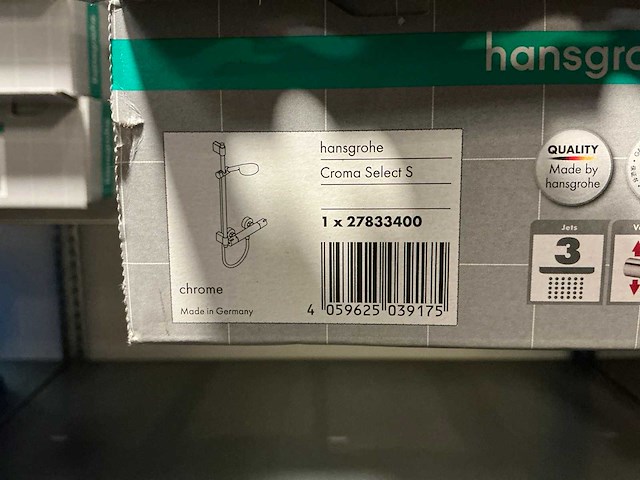 hansgro
hansgrohe
Croma Select S
1 x 27833400
chrome
Made in Germany
4 059625 039175
QUALITY
Made by
hansgrohe
Jets
3